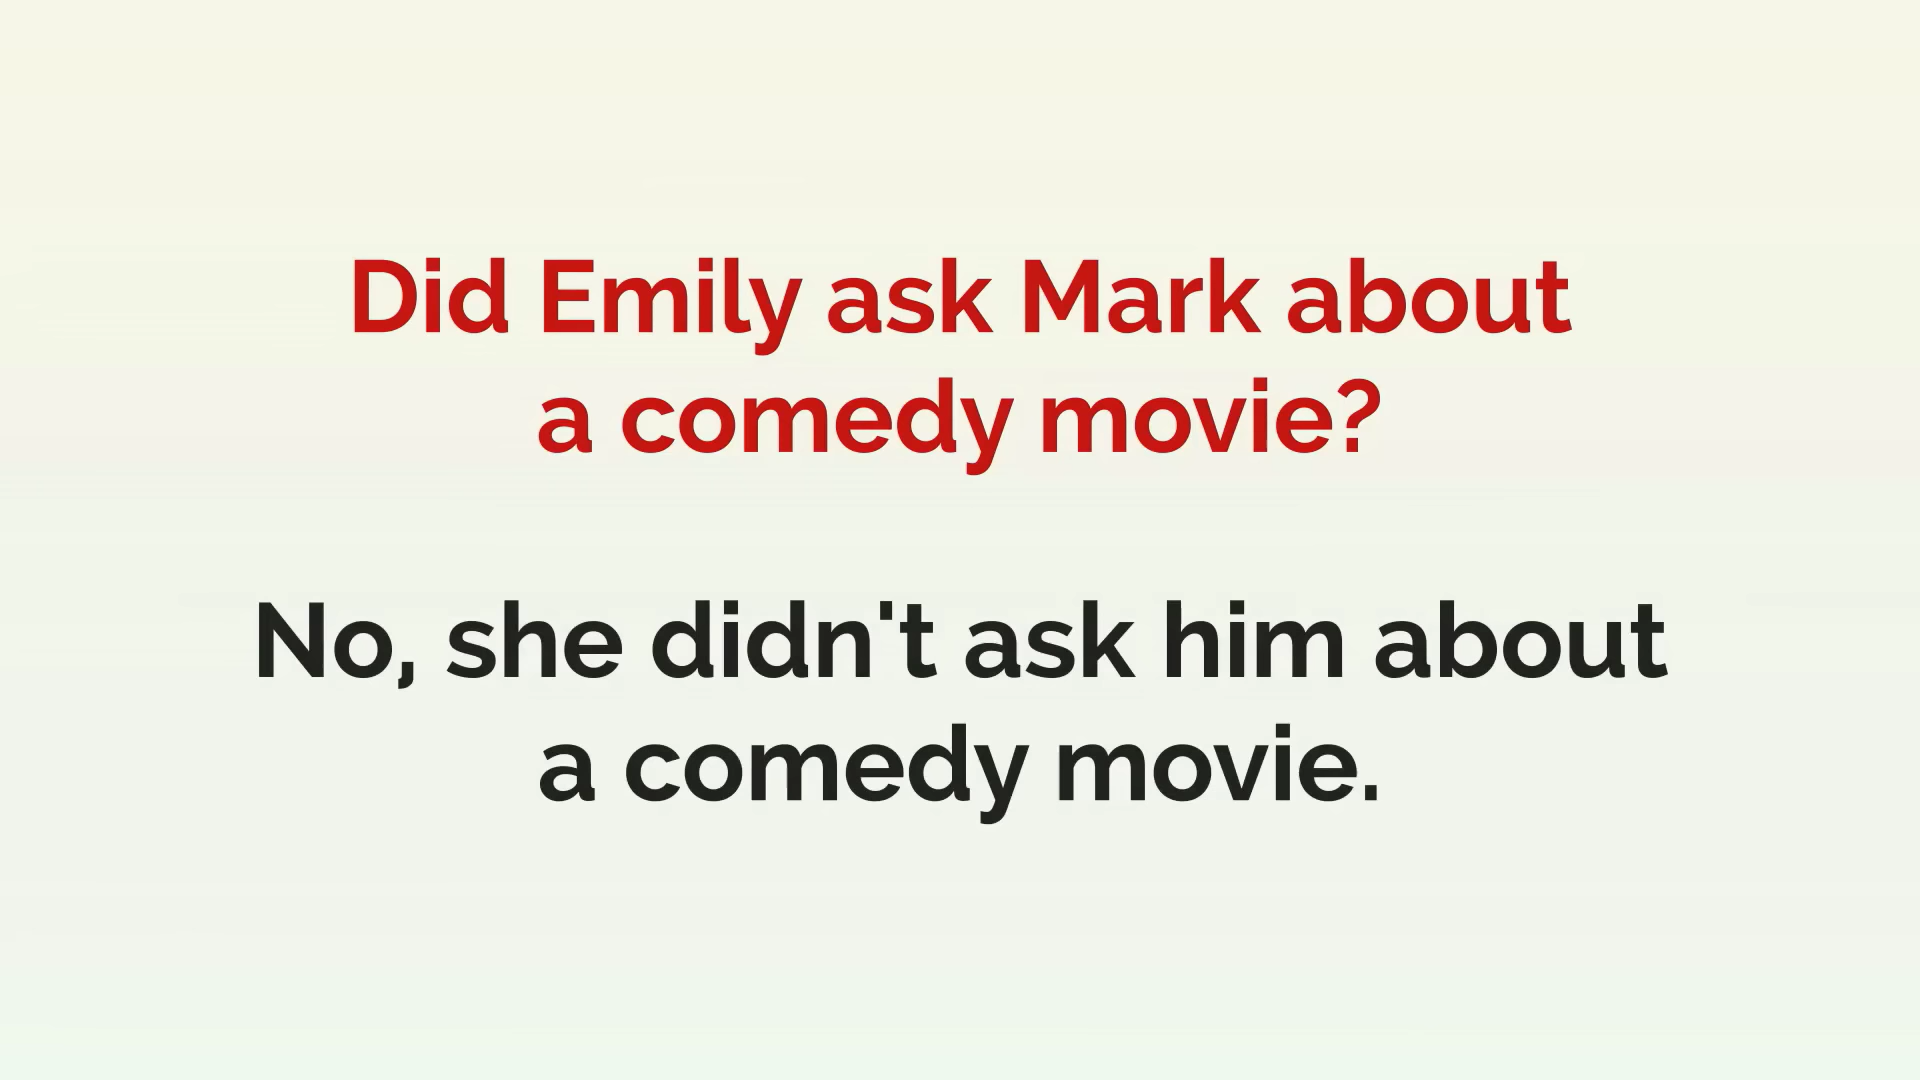 Did Emily ask Mark about
a comedy movie?
No, she didn't ask him about
a comedy movie.